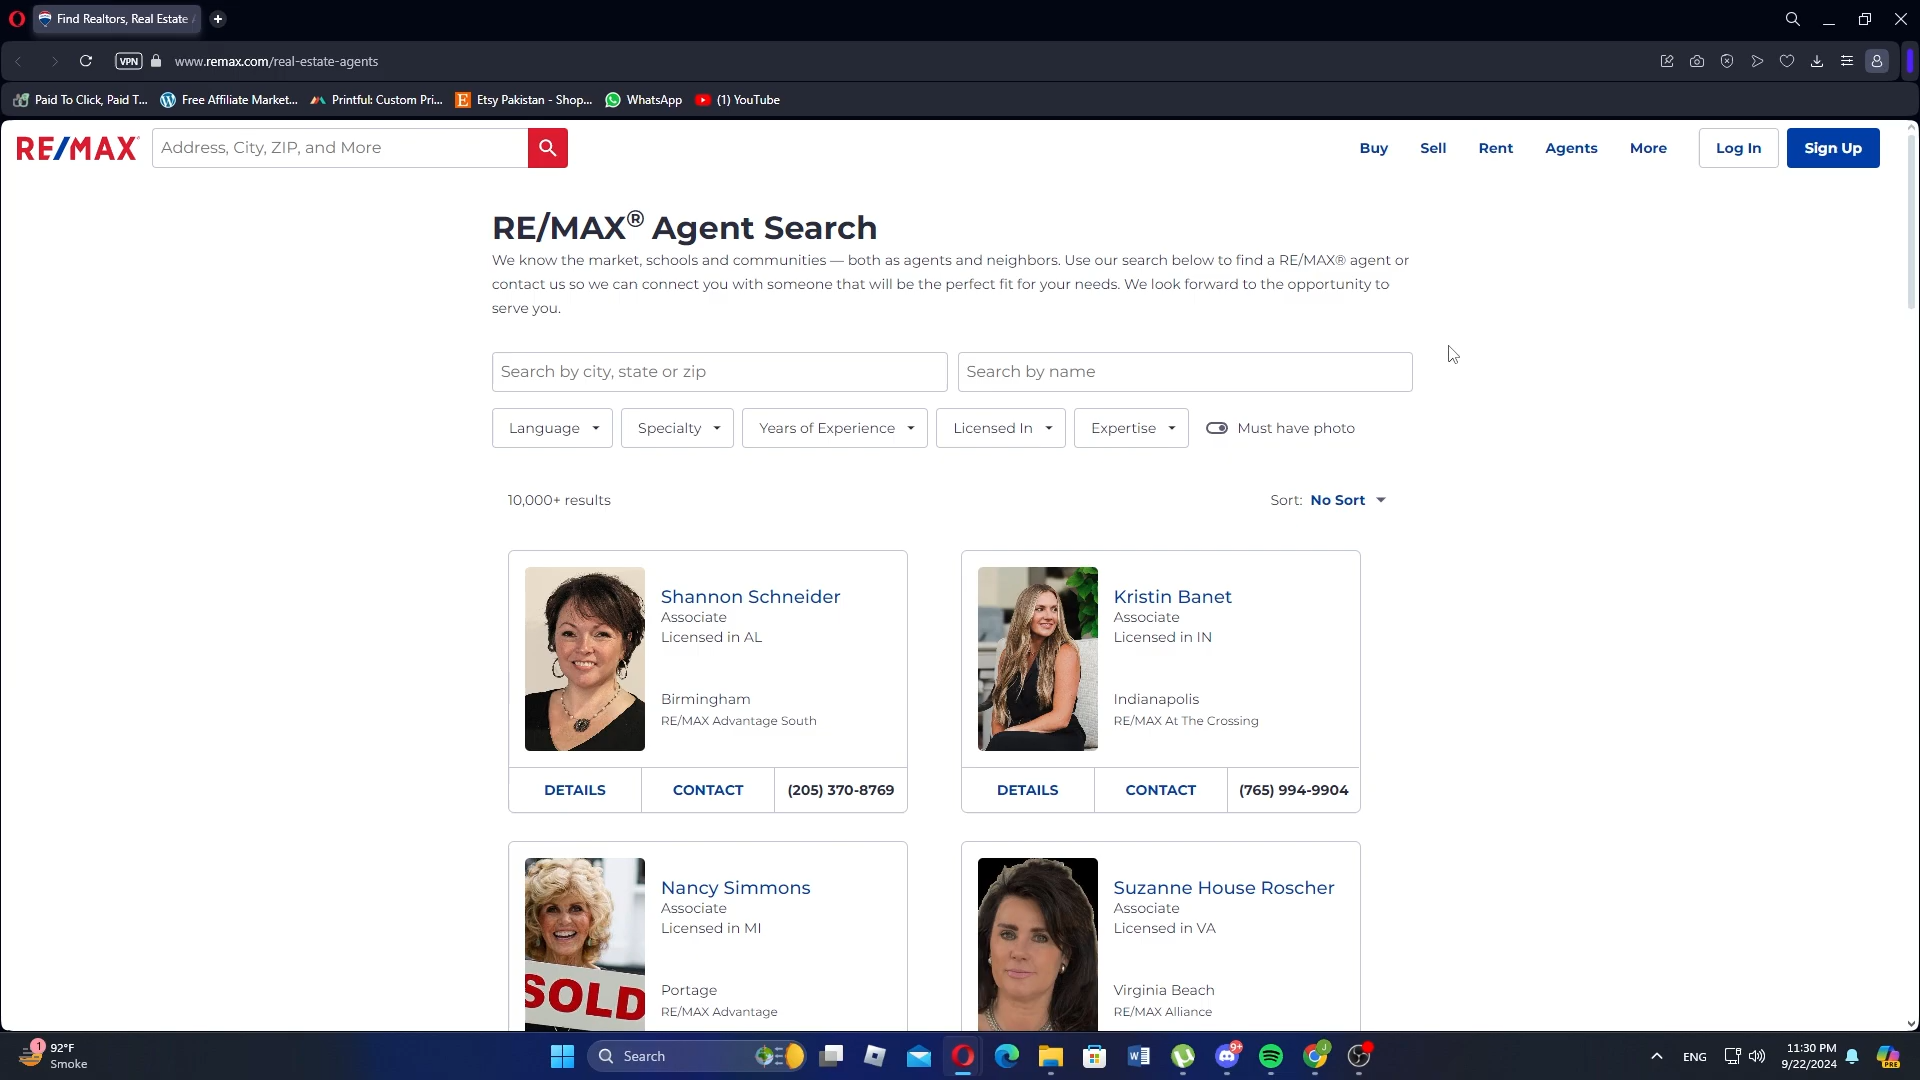 Find Realtors, Real Estate
VPN
www.remax.com/real-estate-agents
Paid To Click, Paid T...
Free Affiliate Market...
Printful: Custom Pri...
Etsy Pakistan - Shop...
WhatsApp
(1) YouTube
RE/MAX
Address, City, ZIP, and More
Buy
Sell
Rent
Agents
More
Log In
Sign Up
RE/MAX® Agent Search
We know the market, schools and communities — both as agents and neighbors. Use our search below to find a RE/MAX® agent or
contact us so we can connect you with someone that will be the perfect fit for your needs. We look forward to the opportunity to
serve you.
Search by city, state or zip
Search by name
Language
Specialty
Years of Experience
Licensed In
Expertise
Must have photo
10,000+ results
Sort: No Sort
Shannon Schneider
Associate
Licensed in AL
Birmingham
RE/MAX Advantage South
DETAILS
CONTACT
(205) 370-8769
Kristin Banet
Associate
Licensed in IN
Indianapolis
RE/MAX At The Crossing
DETAILS
CONTACT
(765) 994-9904
Nancy Simmons
Associate
Licensed in MI
Portage
RE/MAX Advantage
SOLD
Suzanne House Roscher
Associate
Licensed in VA
Virginia Beach
RE/MAX Alliance
1
92°F
Smoke
Search
9+
J
ENG
11:30 PM
9/22/2024
PRE